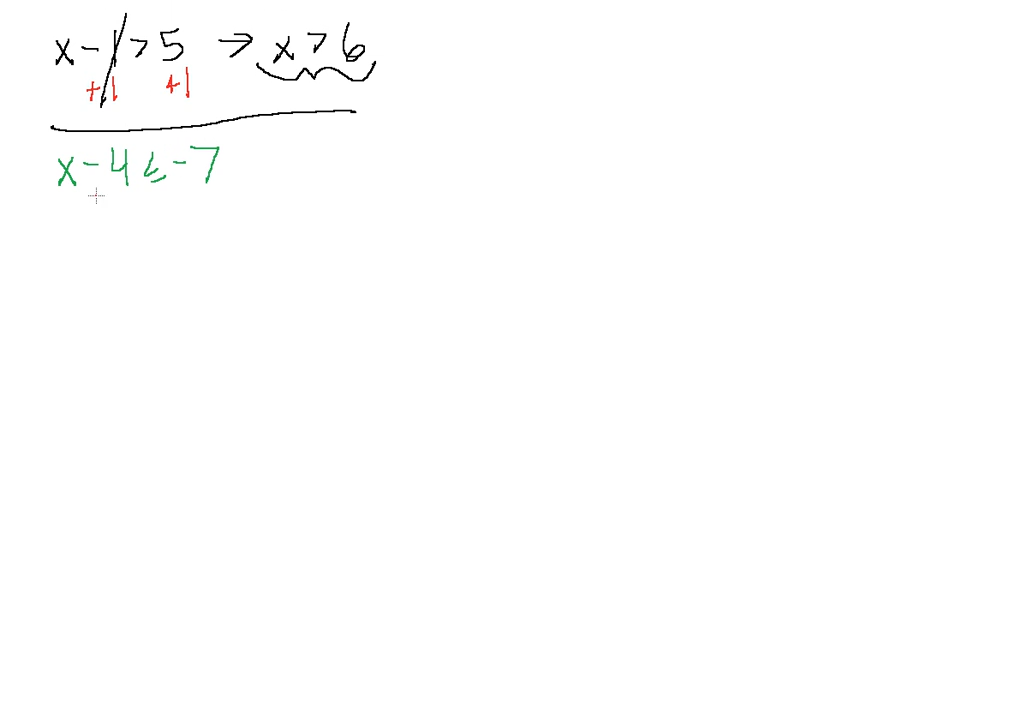 x - 1 > 5 → x > 6
+1 +1
x - 4 ≤ -7